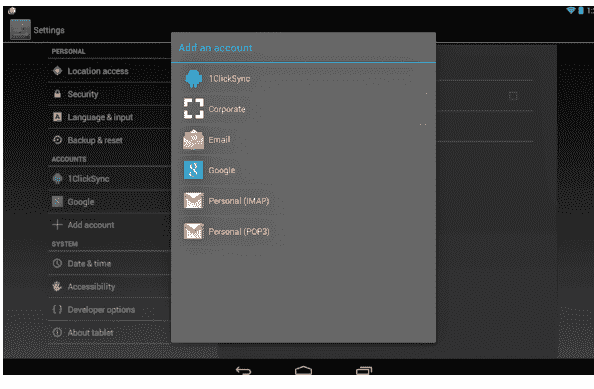 Settings
PERSONAL
Location access
Security
Language & input
Backup & reset
ACCOUNTS
1ClickSync
Google
Add account
SYSTEM
Date & time
Accessibility
Developer options
About tablet
Add an account
1ClickSync
Corporate
Email
Google
Personal (IMAP)
Personal (POP3)